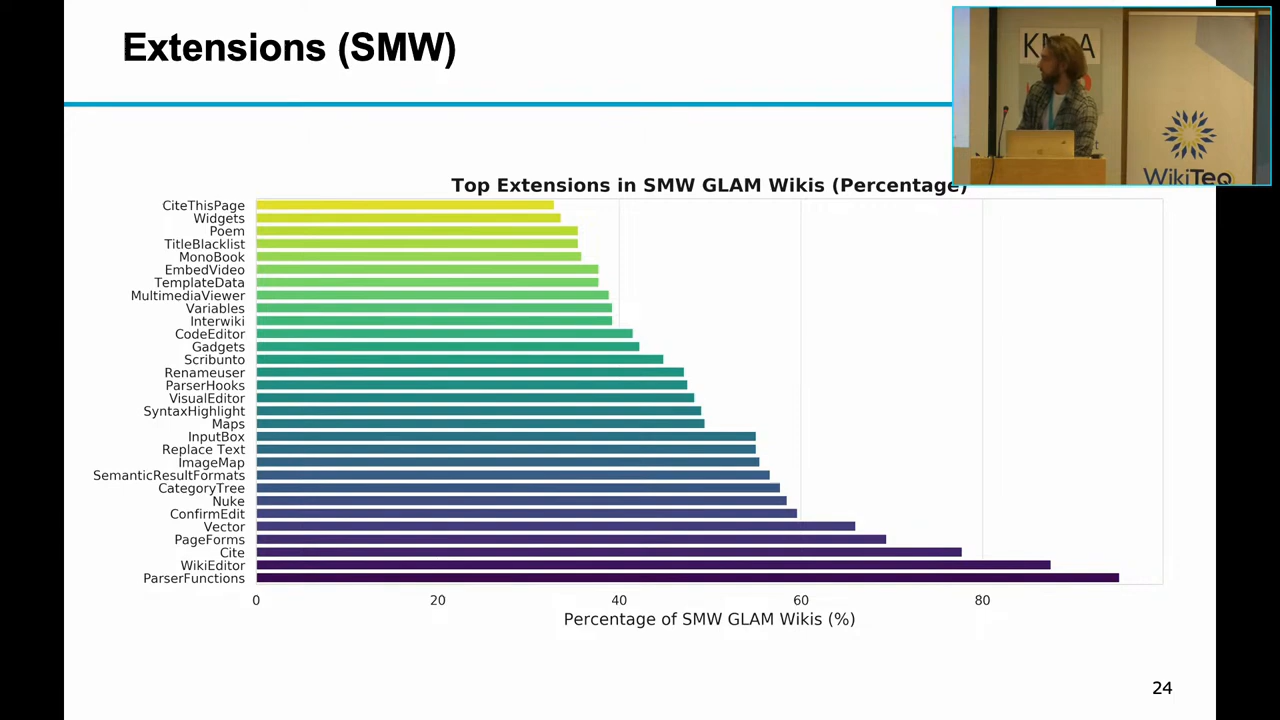 Extensions (SMW)
WikiTeq
Top Extensions in SMW GLAM Wikis (Percentage)
CiteThisPage
Widgets
Poem
TitleBlacklist
MonoBook
EmbedVideo
TemplateData
MultimediaViewer
Variables
Interwiki
CodeEditor
Gadgets
Scribunto
Renameuser
ParserHooks
VisualEditor
SyntaxHighlight
Maps
InputBox
Replace Text
ImageMap
SemanticResultFormats
CategoryTree
Nuke
ConfirmEdit
Vector
PageForms
Cite
WikiEditor
ParserFunctions
0 20 40 60 80
Percentage of SMW GLAM Wikis (%)
24